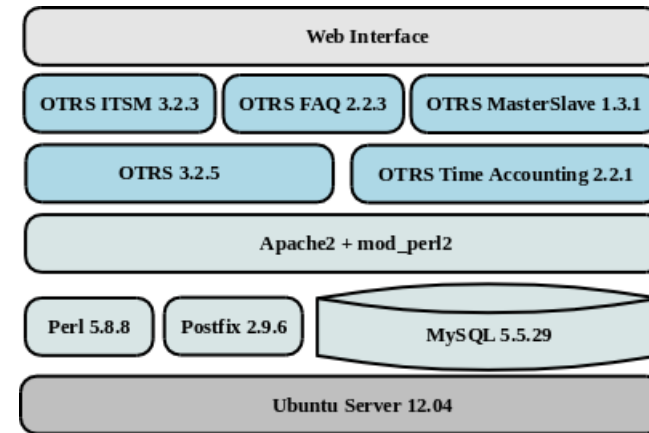 Web Interface
OTRS ITSM 3.2.3
OTRS FAQ 2.2.3
OTRS MasterSlave 1.3.1
OTRS 3.2.5
OTRS Time Accounting 2.2.1
Apache2 + mod_perl2
Perl 5.8.8
Postfix 2.9.6
MySQL 5.5.29
Ubuntu Server 12.04